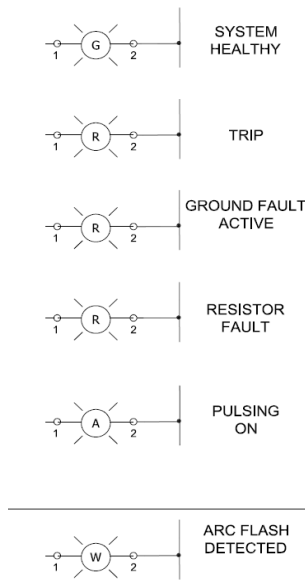 SYSTEM
HEALTHY
G
1 2
TRIP
R
1 2
GROUND FAULT
ACTIVE
R
1 2
RESISTOR
FAULT
R
1 2
PULSING
ON
A
1 2
ARC FLASH
DETECTED
W
1 2